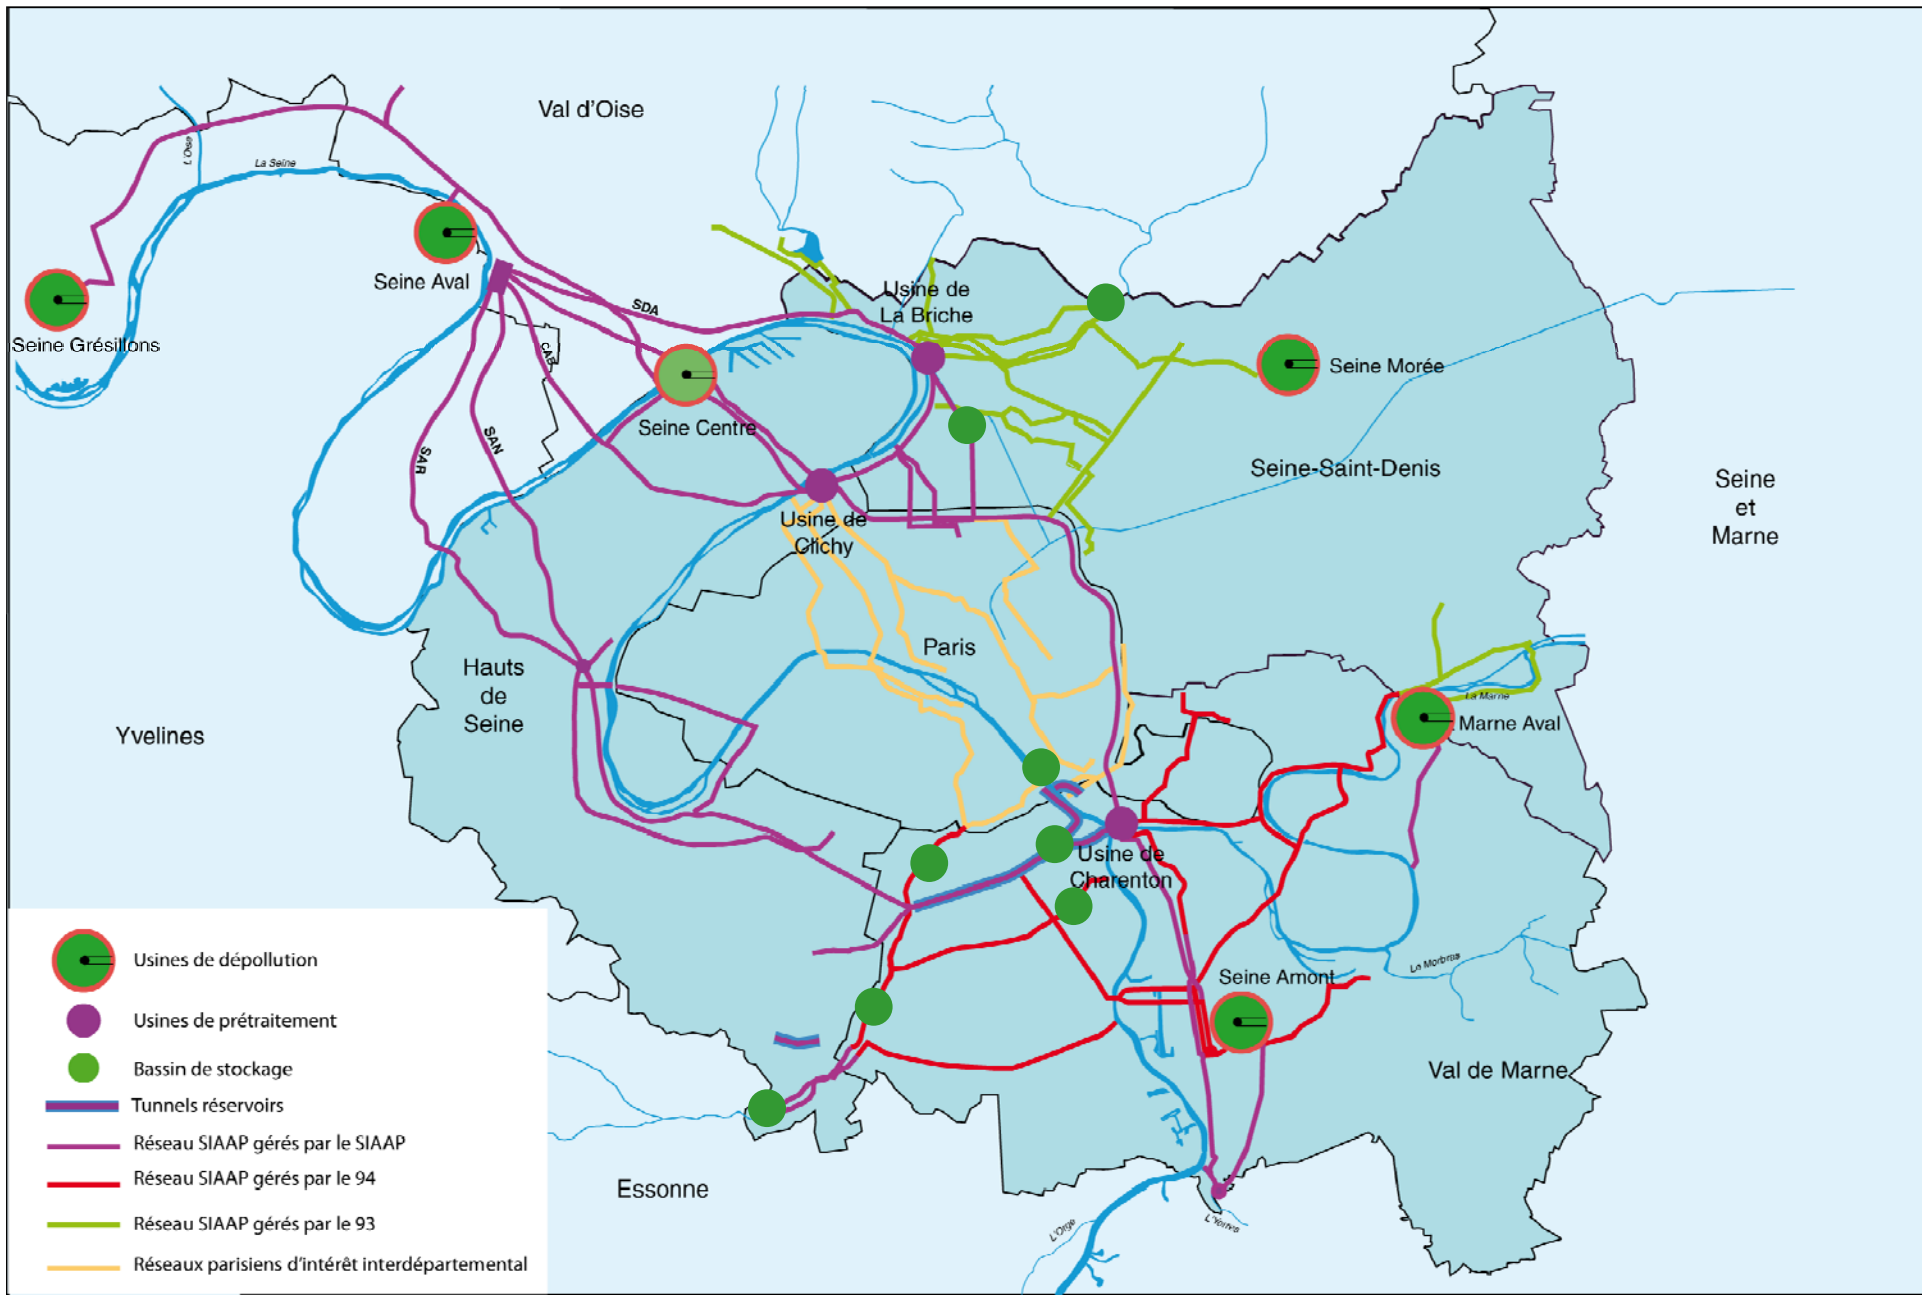 Val d'Oise
L'Oise
La Seine
Seine Aval
Seine Grésillons
SDA
CAB
SAR
SAN
Seine Centre
Usine de
La Briche
Seine Morée
Seine-Saint-Denis
Seine
et
Marne
Usine de
Clichy
Paris
Hauts
de
Seine
Yvelines
La Marne
Marne Aval
Usine de
Charenton
Le Morbras
Seine Amont
Val de Marne
Essonne
L'Orge
L'Yerres
Usines de dépollution
Usines de prétraitement
Bassin de stockage
Tunnels réservoirs
Réseau SIAAP gérés par le SIAAP
Réseau SIAAP gérés par le 94
Réseau SIAAP gérés par le 93
Réseaux parisiens d'intérêt interdépartemental